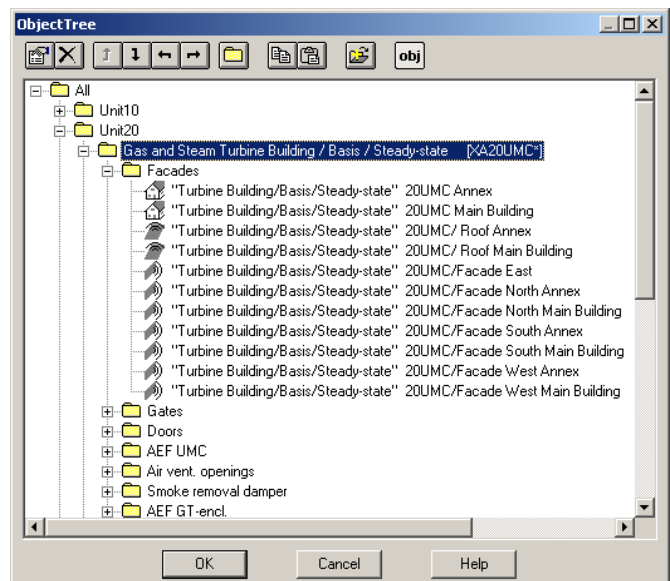 ObjectTree
obj
All
Unit10
Unit20
Gas and Steam Turbine Building / Basis / Steady-state [XA20UMC*]
Facades
"Turbine Building/Basis/Steady-state" 20UMC Annex
"Turbine Building/Basis/Steady-state" 20UMC Main Building
"Turbine Building/Basis/Steady-state" 20UMC/ Roof Annex
"Turbine Building/Basis/Steady-state" 20UMC/ Roof Main Building
"Turbine Building/Basis/Steady-state" 20UMC/Facade East
"Turbine Building/Basis/Steady-state" 20UMC/Facade North Annex
"Turbine Building/Basis/Steady-state" 20UMC/Facade North Main Building
"Turbine Building/Basis/Steady-state" 20UMC/Facade South Annex
"Turbine Building/Basis/Steady-state" 20UMC/Facade South Main Building
"Turbine Building/Basis/Steady-state" 20UMC/Facade West Annex
"Turbine Building/Basis/Steady-state" 20UMC/Facade West Main Building
Gates
Doors
AEF UMC
Air vent. openings
Smoke removal damper
AEF GT-encl.
OK Cancel Help